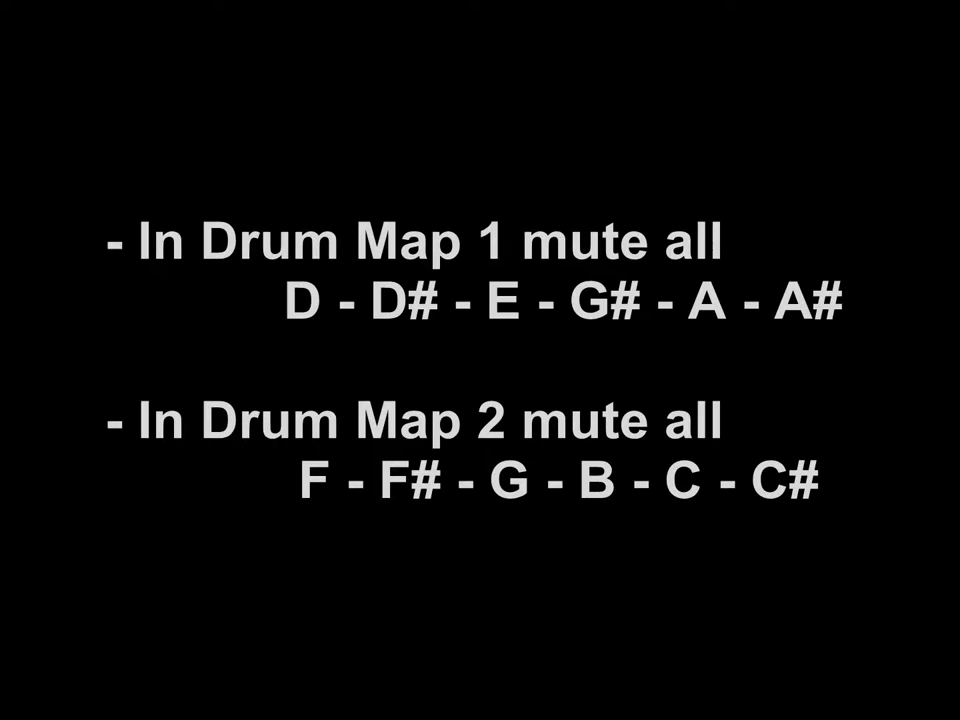 - In Drum Map 1 mute all
D - D# - E - G# - A - A#
- In Drum Map 2 mute all
F - F# - G - B - C - C#